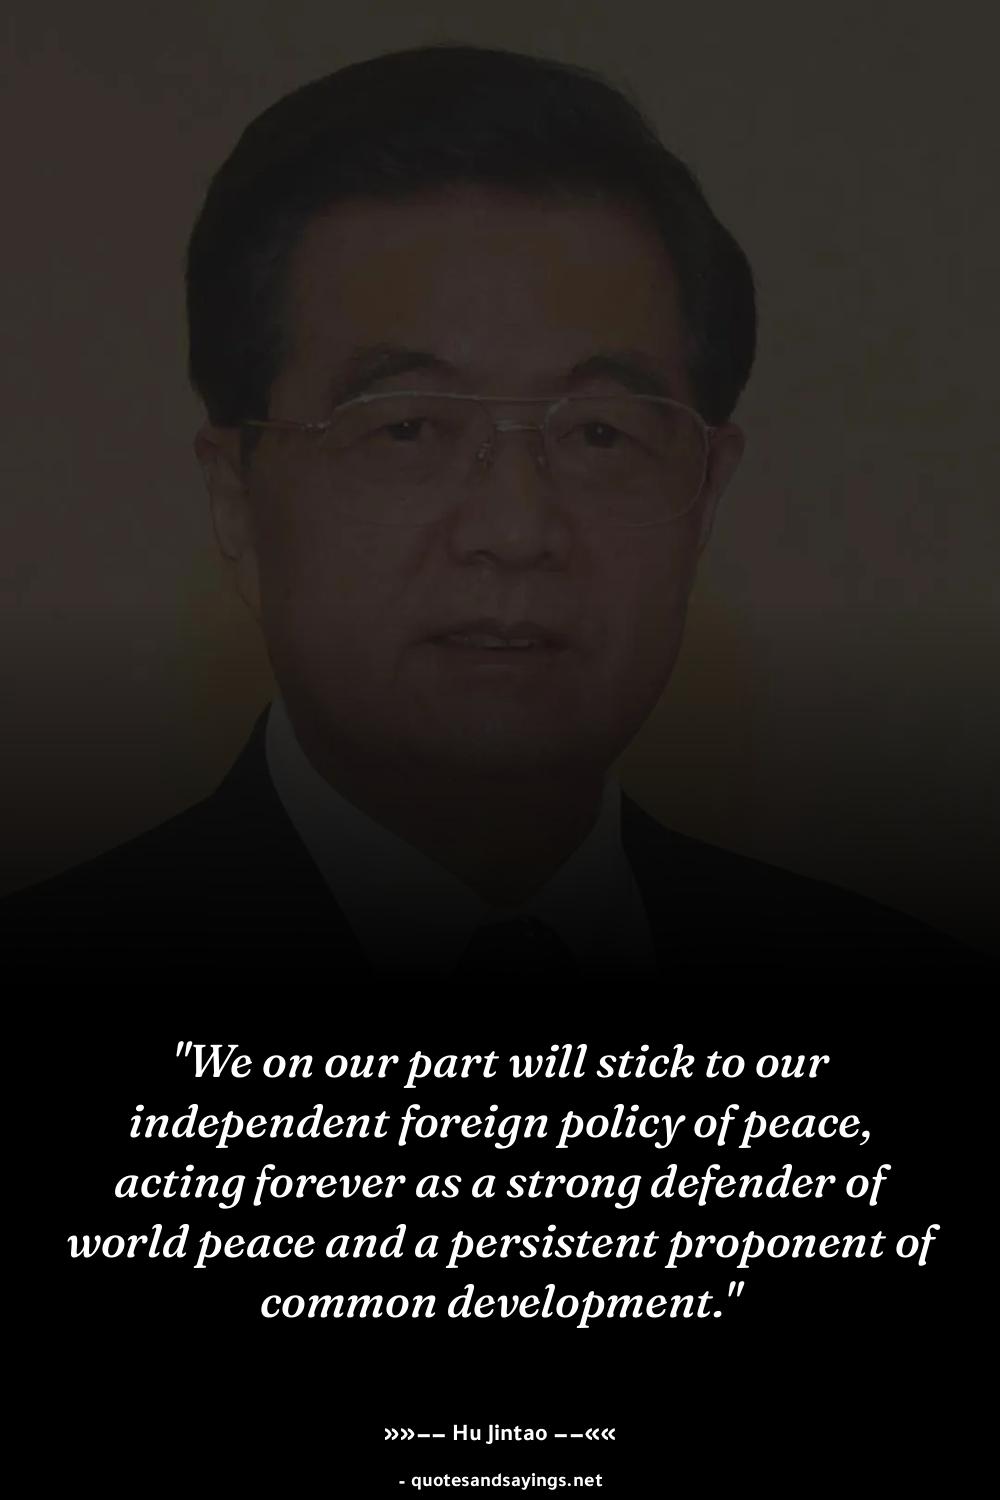 "We on our part will stick to our
independent foreign policy of peace,
acting forever as a strong defender of
world peace and a persistent proponent of
common development."
»»–– Hu Jintao ––««
- quotesandsayings.net